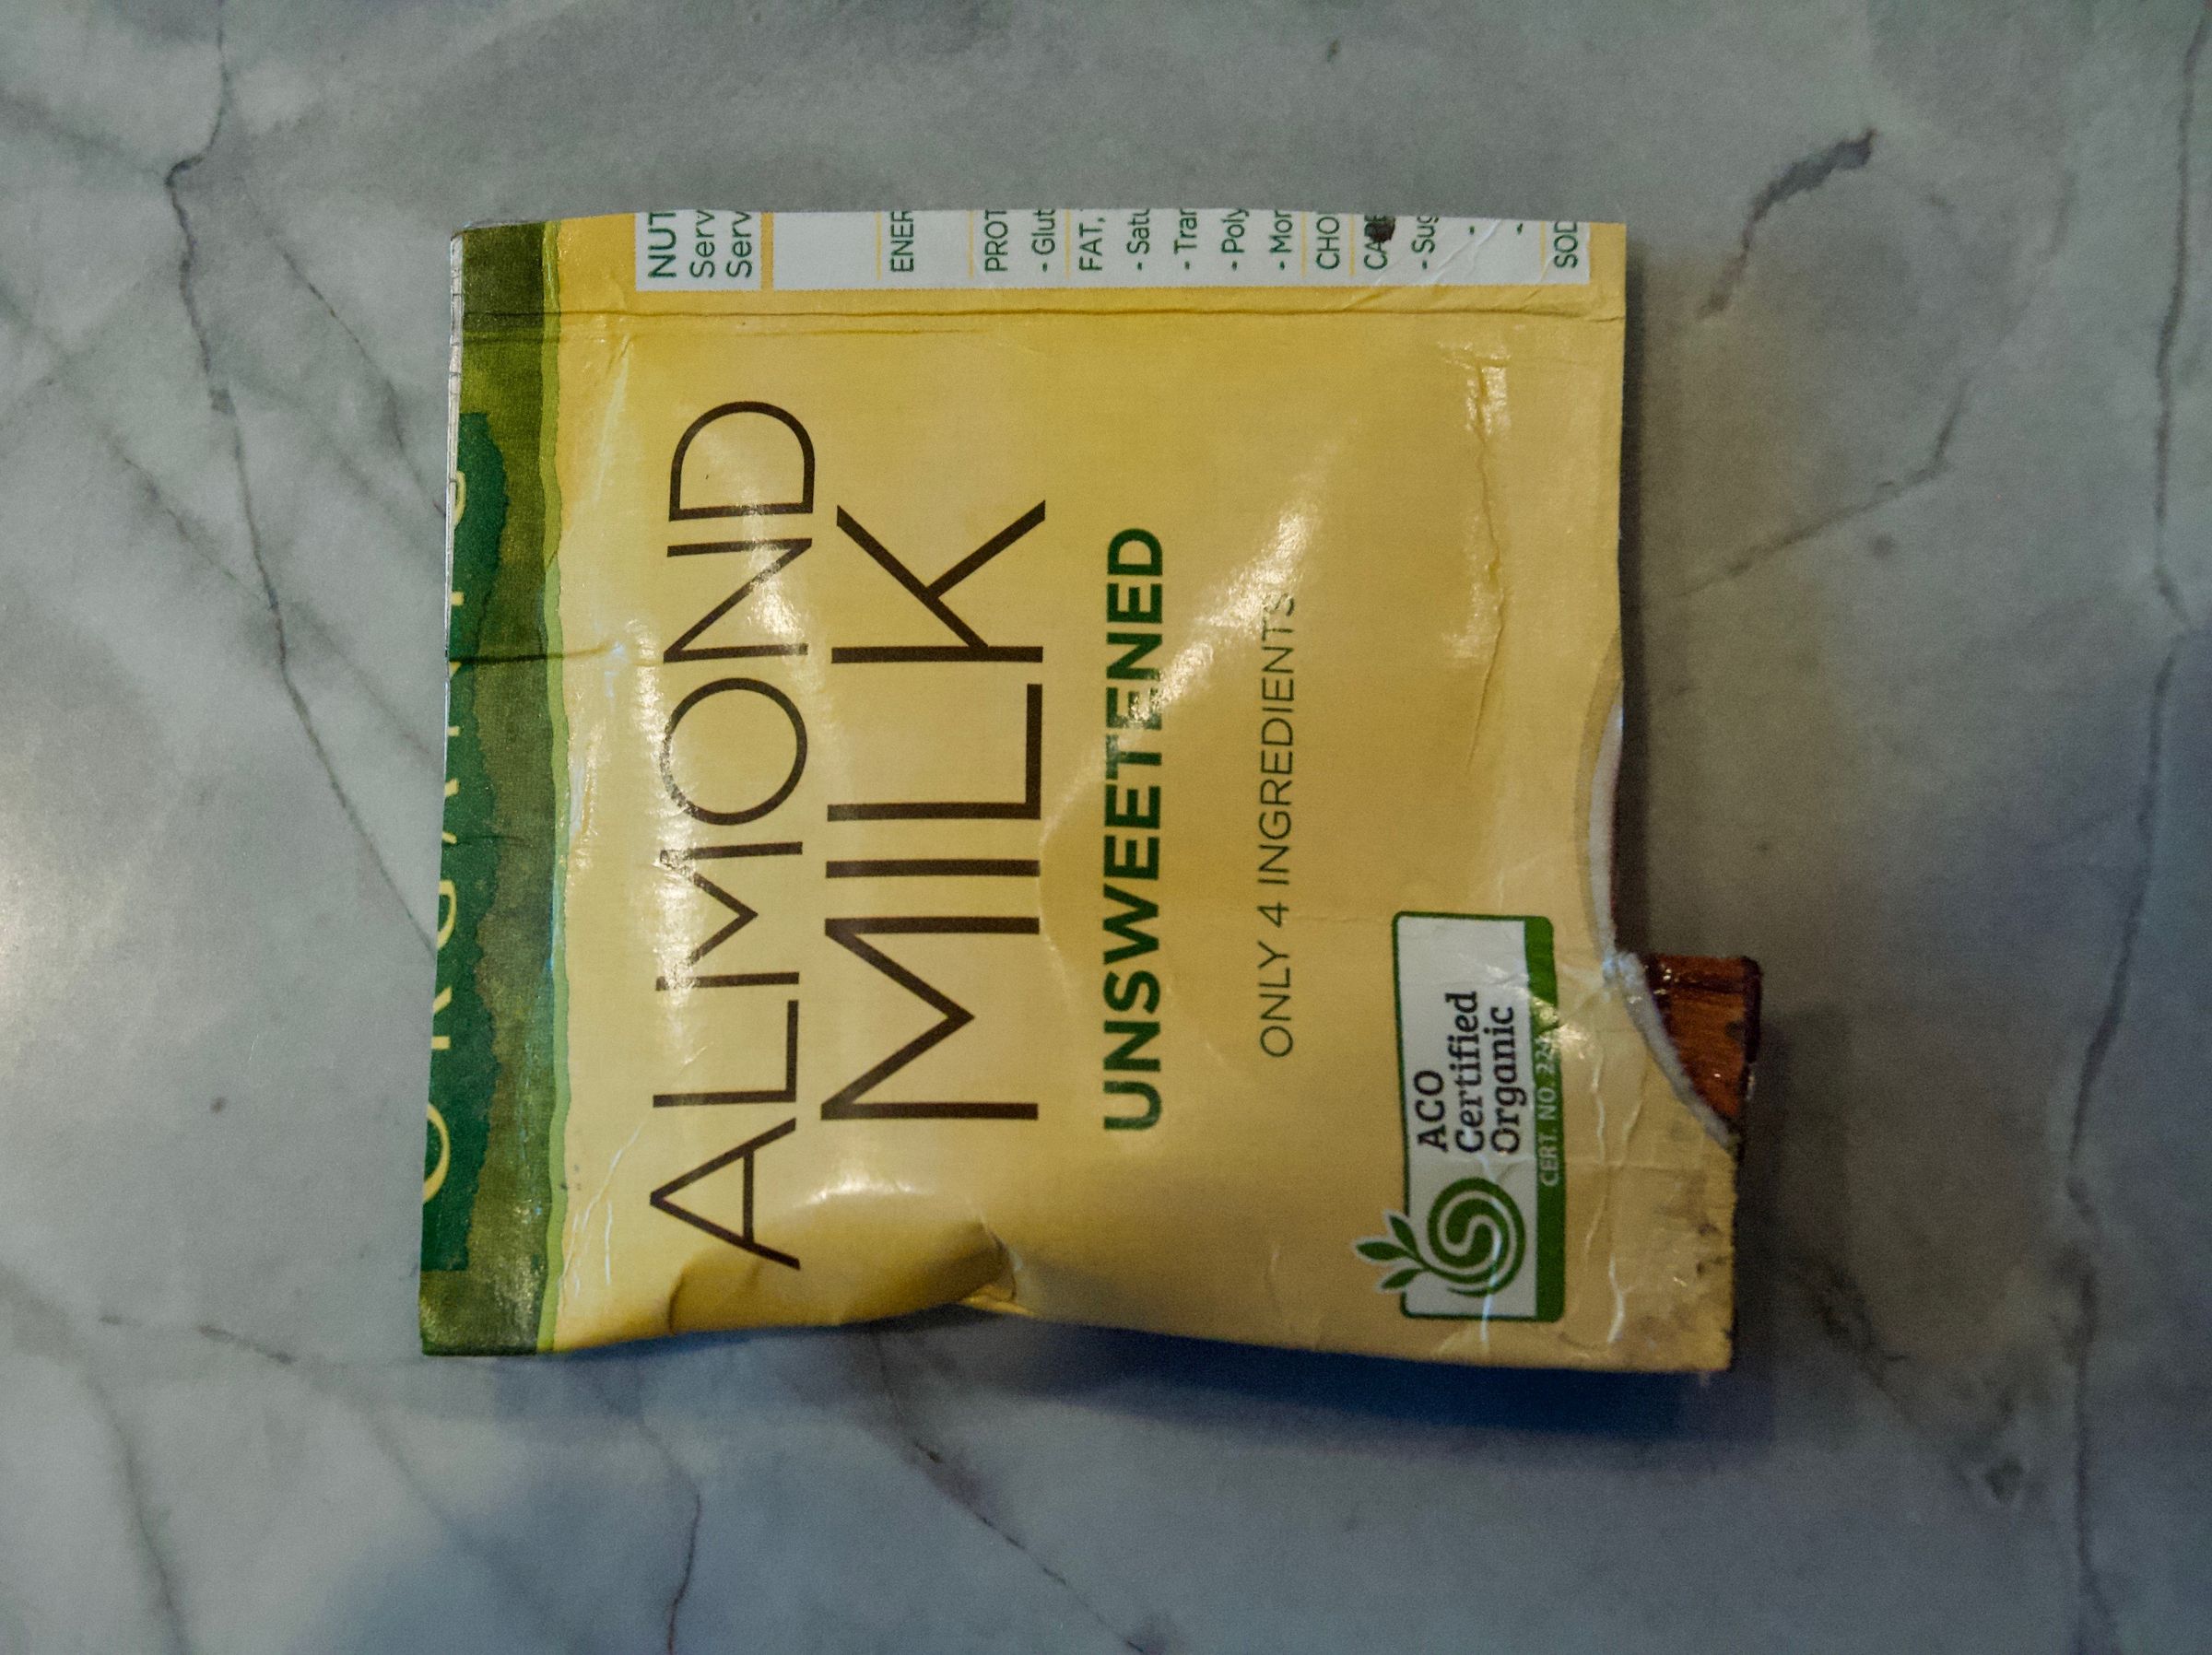 ALMOND
MILK
UNSWEETENED
ONLY 4 INGREDIENTS
ACO
Certified
Organic
CERT. NO.
NUT
Serv
Serv
ENER
PROT
- Glut
FAT,
- Satu
- Tran
- Poly
- Mon
CHO
- Sug
-
-
SOD